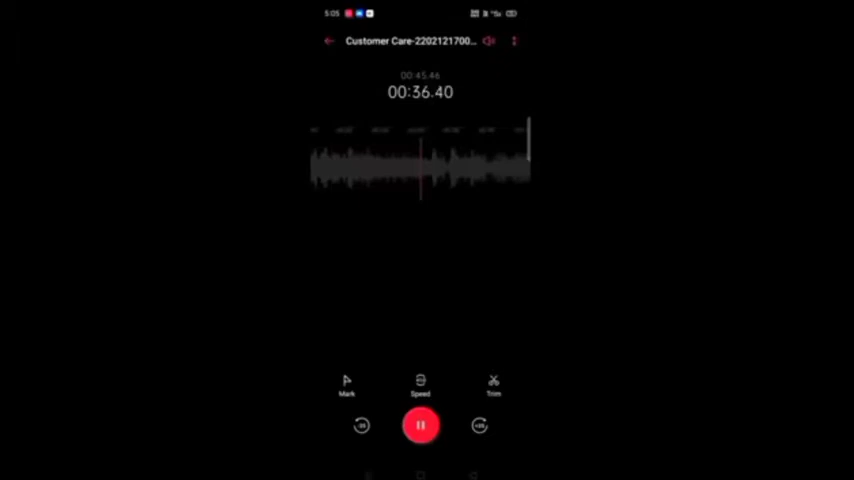 5:05
Customer Care-2202121700...
00:45.46
00:36.40
Mark
Speed
Trim